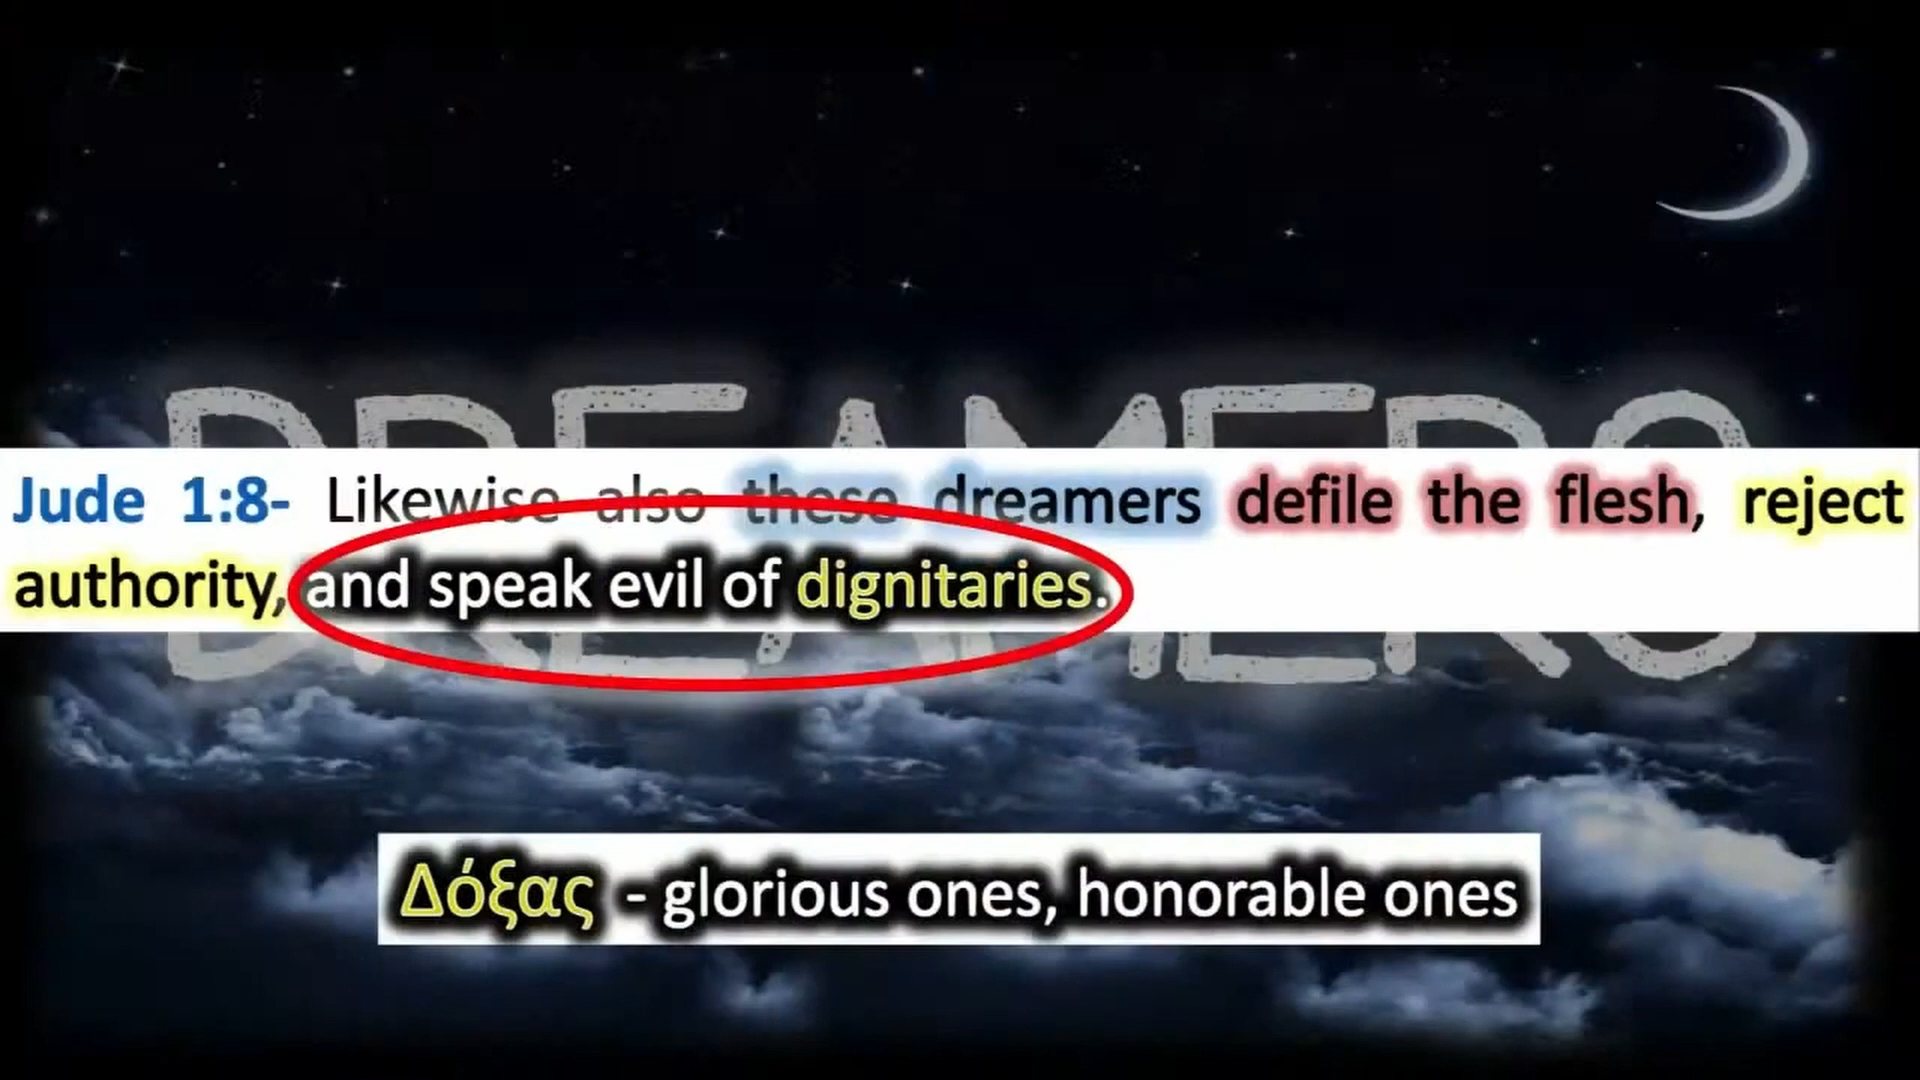 DREAMERS
Jude 1:8- Likewise also these dreamers defile the flesh, reject
authority, and speak evil of dignitaries.
Δόξας - glorious ones, honorable ones